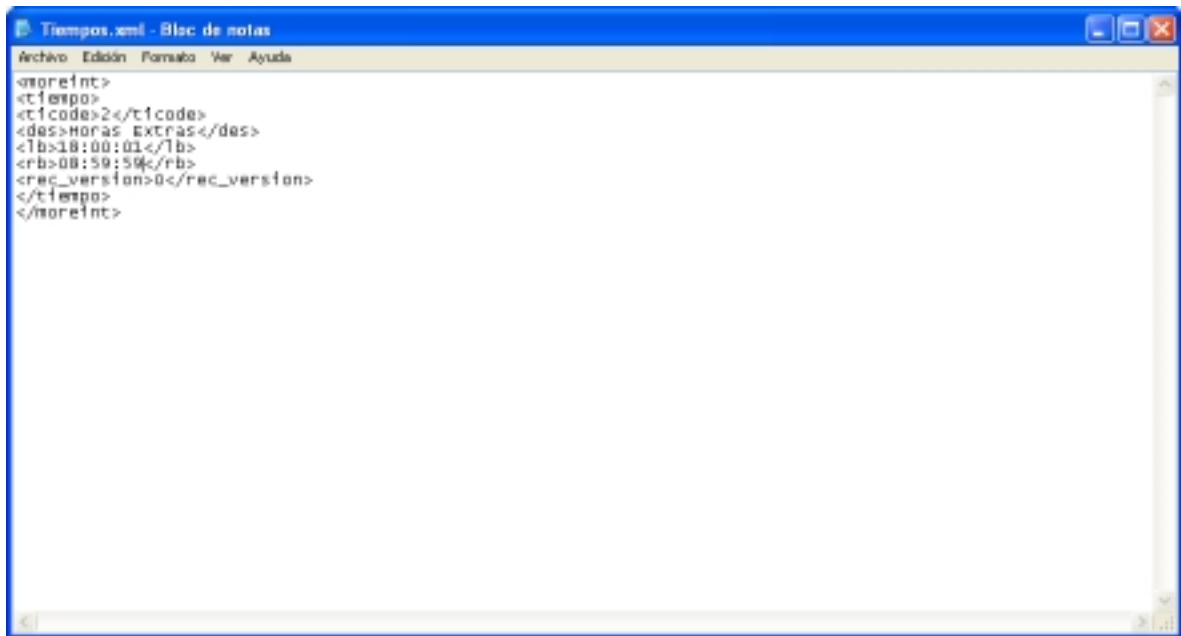 Tiempos.xml - Bloc de notas
Archivo Edición Formato Ver Ayuda
<moreint>
<tiempo>
<ticode>2</ticode>
<des>Horas Extras</des>
<lb>18:00:01</lb>
<rb>08:59:59</rb>
<rec_version>0</rec_version>
</tiempo>
</moreint>